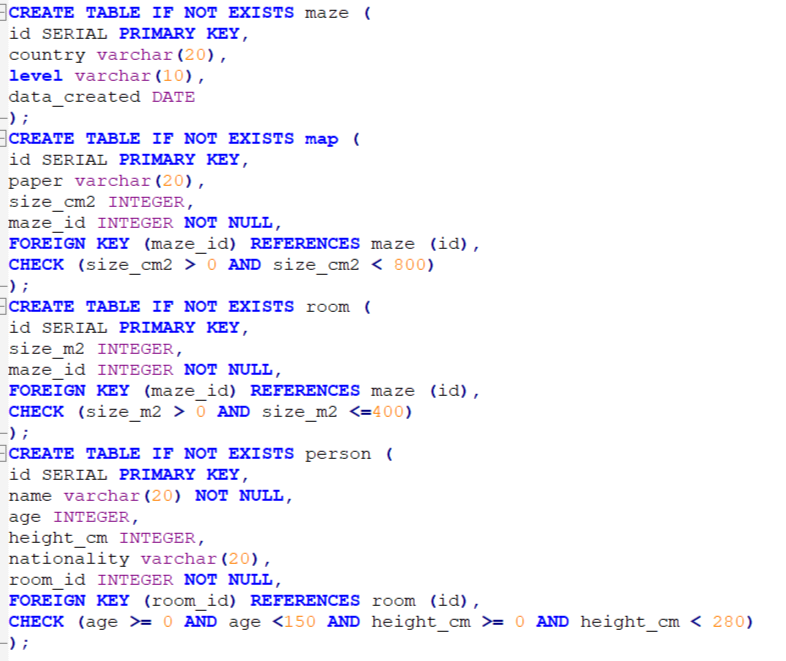 CREATE TABLE IF NOT EXISTS maze (
id SERIAL PRIMARY KEY,
country varchar(20),
level varchar(10),
data_created DATE
);
CREATE TABLE IF NOT EXISTS map (
id SERIAL PRIMARY KEY,
paper varchar(20),
size_cm2 INTEGER,
maze_id INTEGER NOT NULL,
FOREIGN KEY (maze_id) REFERENCES maze (id),
CHECK (size_cm2 > 0 AND size_cm2 < 800)
);
CREATE TABLE IF NOT EXISTS room (
id SERIAL PRIMARY KEY,
size_m2 INTEGER,
maze_id INTEGER NOT NULL,
FOREIGN KEY (maze_id) REFERENCES maze (id),
CHECK (size_m2 > 0 AND size_m2 <=400)
);
CREATE TABLE IF NOT EXISTS person (
id SERIAL PRIMARY KEY,
name varchar(20) NOT NULL,
age INTEGER,
height_cm INTEGER,
nationality varchar(20),
room_id INTEGER NOT NULL,
FOREIGN KEY (room_id) REFERENCES room (id),
CHECK (age >= 0 AND age <150 AND height_cm >= 0 AND height_cm < 280)
);